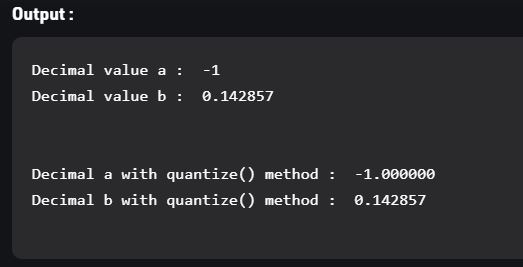 Output :
Decimal value a :  -1
Decimal value b :  0.142857
Decimal a with quantize() method :  -1.000000
Decimal b with quantize() method :  0.142857